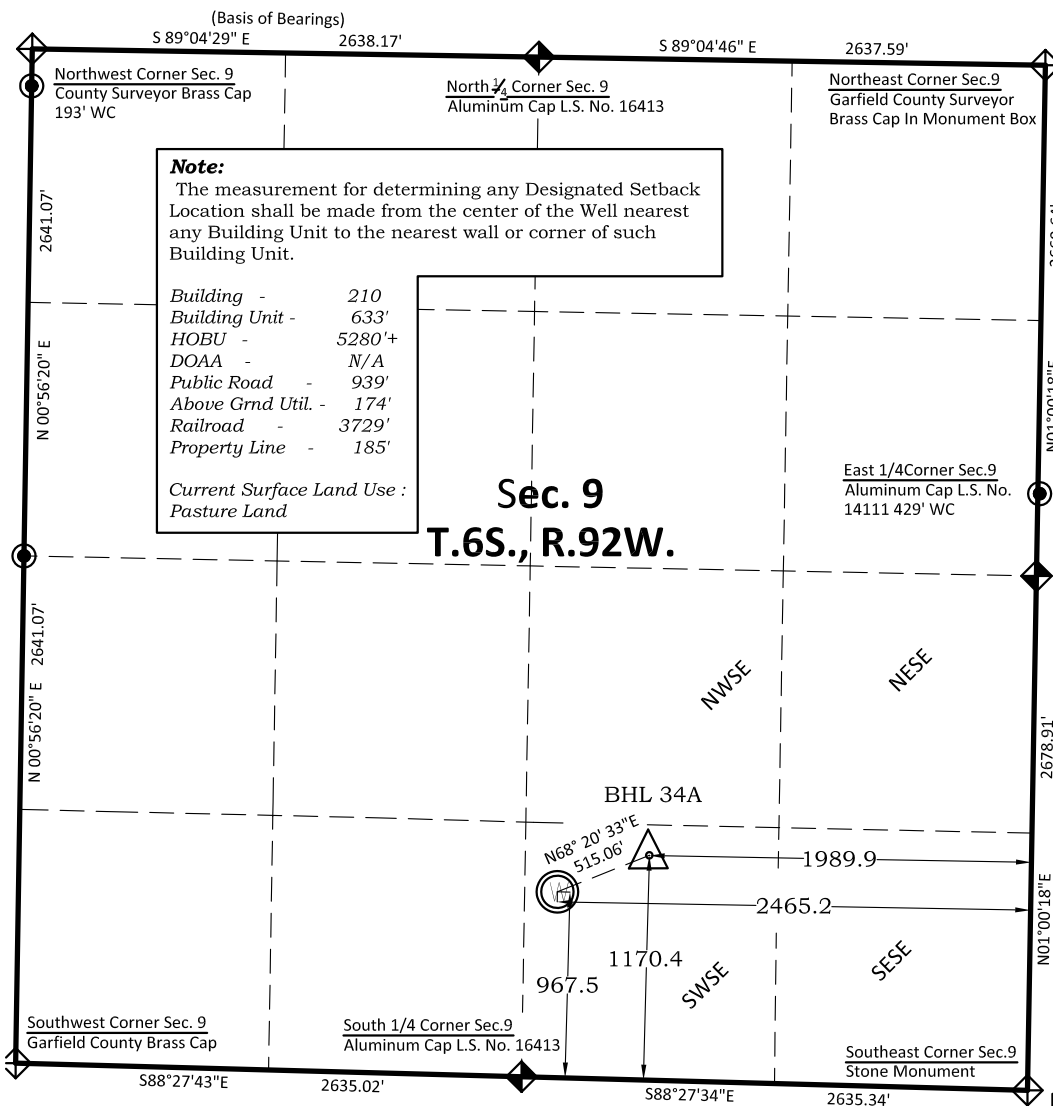 (Basis of Bearings)
S 89°04'29" E 2638.17'
S 89°04'46" E 2637.59'
Northwest Corner Sec. 9
County Surveyor Brass Cap
193' WC
North 1/4 Corner Sec. 9
Aluminum Cap L.S. No. 16413
Northeast Corner Sec.9
Garfield County Surveyor
Brass Cap In Monument Box
Note:
The measurement for determining any Designated Setback
Location shall be made from the center of the Well nearest
any Building Unit to the nearest wall or corner of such
Building Unit.
Building - 210
Building Unit - 633'
HOBU - 5280'+
DOAA - N/A
Public Road - 939'
Above Grnd Util. - 174'
Railroad - 3729'
Property Line - 185'
Current Surface Land Use :
Pasture Land
2641.07'
N 00°56'20" E
N01°00'18"E
East 1/4Corner Sec.9
Aluminum Cap L.S. No.
14111 429' WC
Sec. 9
T.6S., R.92W.
N 00°56'20" E 2641.07'
NWSE
NESE
2678.91'
BHL 34A
N68° 20' 33"E
515.06'
1989.9
2465.2
1170.4
967.5
SWSE
SESE
N01°00'18"E
Southwest Corner Sec. 9
Garfield County Brass Cap
South 1/4 Corner Sec.9
Aluminum Cap L.S. No. 16413
Southeast Corner Sec.9
Stone Monument
S88°27'43"E 2635.02'
S88°27'34"E 2635.34'